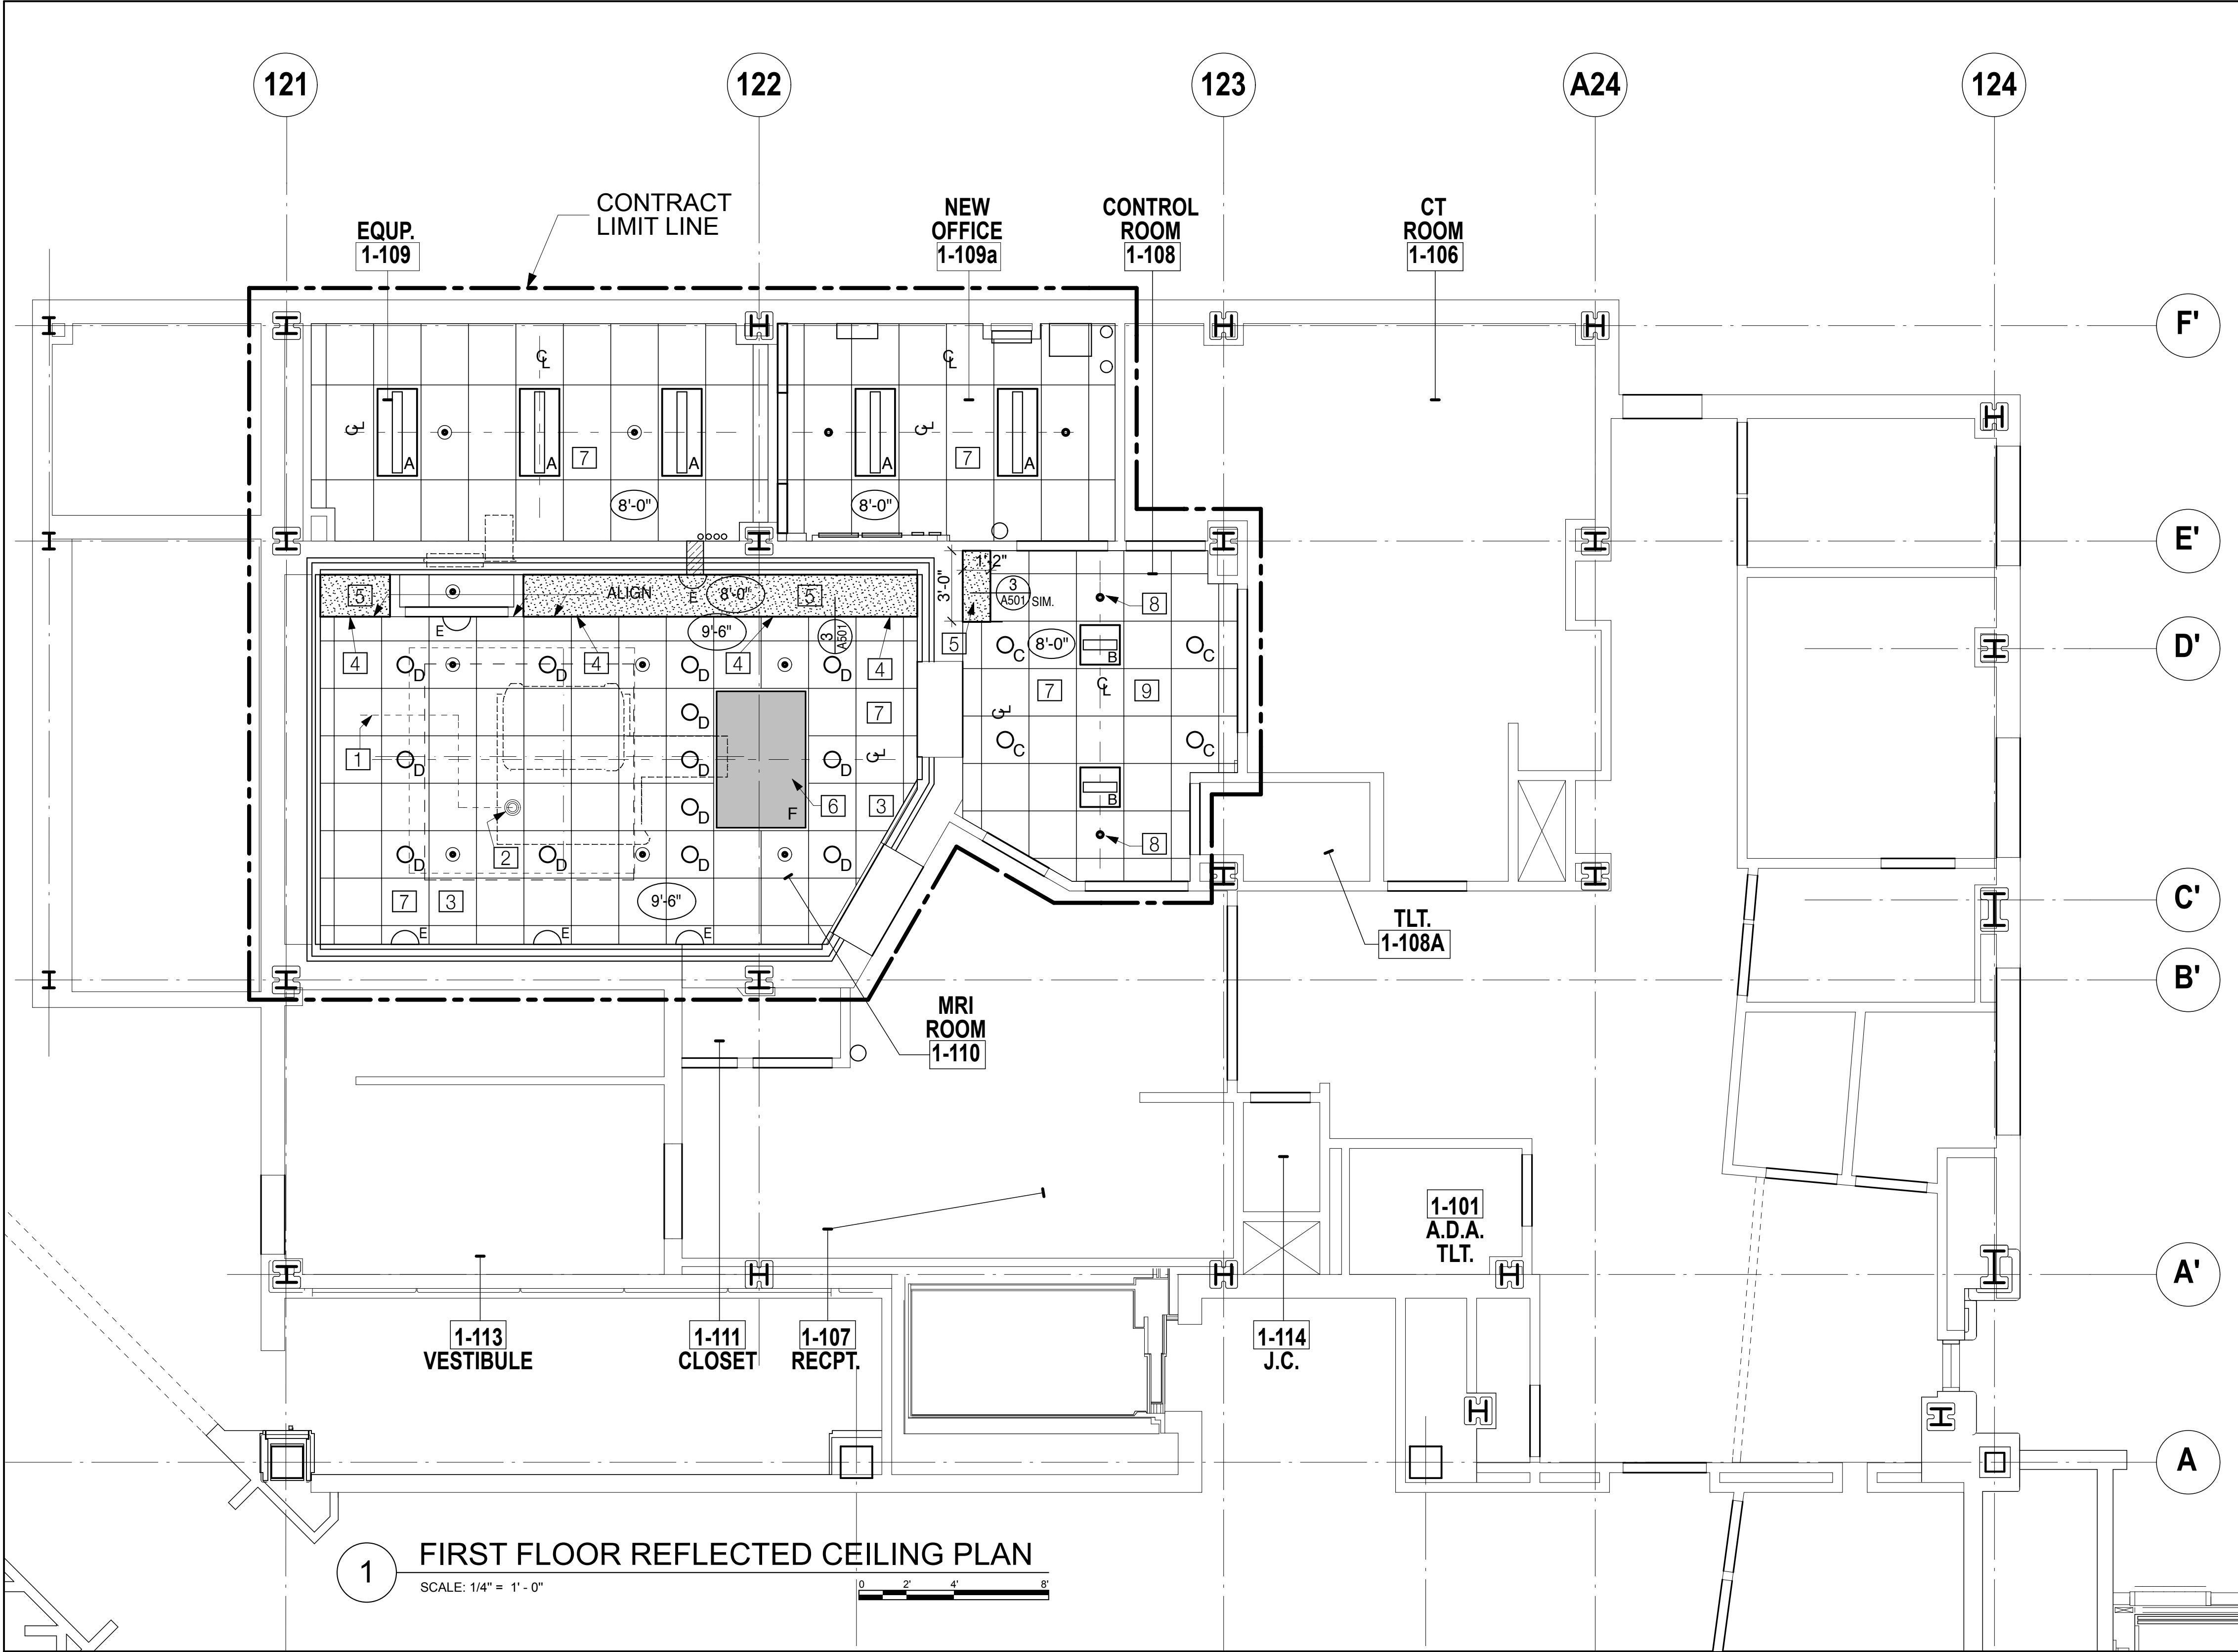 121
122
123
A24
124
CONTRACT
LIMIT LINE
EQUP.
1-109
NEW
OFFICE
1-109a
CONTROL
ROOM
1-108
CT
ROOM
1-106
F'
E'
D'
C'
B'
A'
A
℄
℄
℄
℄
A
A
A
A
A
7
7
8'-0"
8'-0"
5
ALIGN
E
8'-0"
5
3'-0"
1'-2"
3
A501
SIM.
8
E
9'-6"
3
A501
5
8'-0"
4
4
4
4
C
B
C
D
D
D
D
7
D
7
9
℄
℄
1
D
D
D
℄
C
C
6
3
D
F
B
2
8
D
D
D
D
7
3
9'-6"
E
E
E
TLT.
1-108A
MRI
ROOM
1-110
1-101
A.D.A.
TLT.
1-113
VESTIBULE
1-111
CLOSET
1-107
RECPT.
1-114
J.C.
1
FIRST FLOOR REFLECTED CEILING PLAN
SCALE: 1/4" = 1' - 0"
0 2' 4' 8'